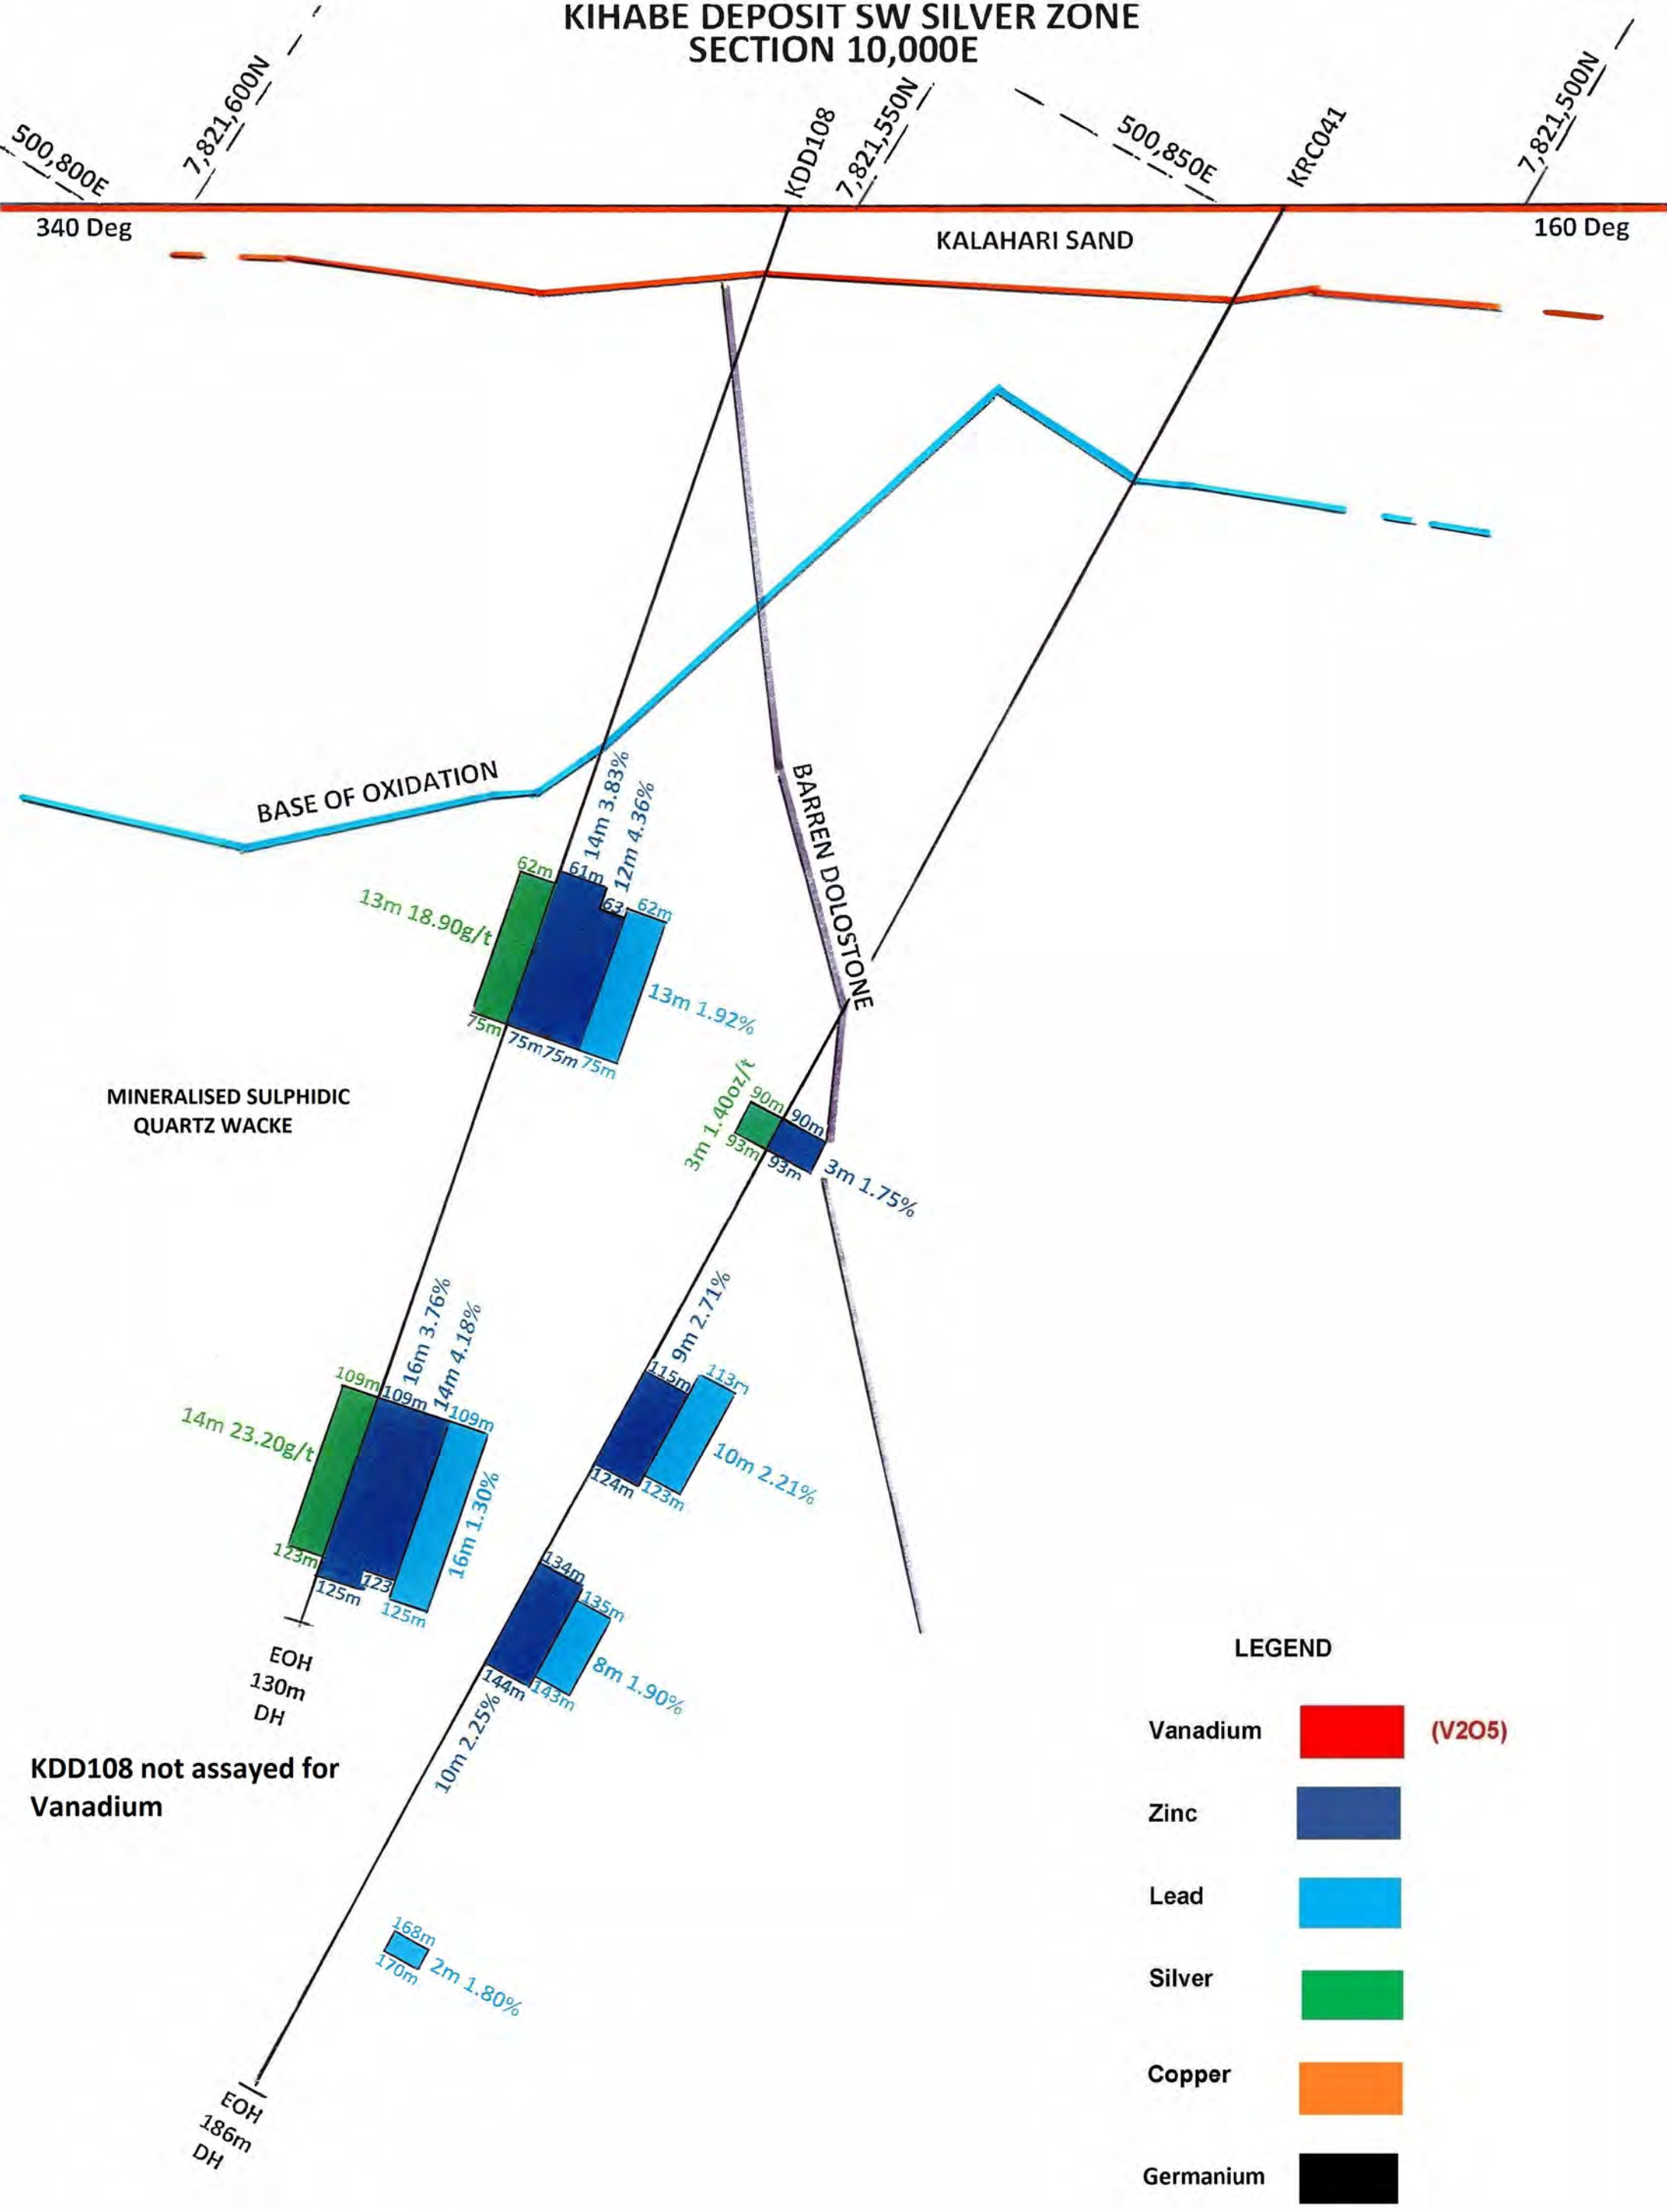 KIHABE DEPOSIT SW SILVER ZONE
SECTION 10,000E
500,800E
7,821,600N
KDD108
7,821,550N
500,850E
KRC041
7,821,500N
340 Deg
KALAHARI SAND
160 Deg
BASE OF OXIDATION
BARREN DOLOSTONE
14m 3.83%
12m 4.36%
62m
61m
63
62m
13m 18.90g/t
13m 1.92%
75m
75m
75m
75m
MINERALISED SULPHIDIC
QUARTZ WACKE
3m 1.40oz/t
90m
90m
93m
93m
3m 1.75%
16m 3.76%
14m 4.18%
109m
109m
109m
14m 23.20g/t
16m 1.30%
123m
125m
123
125m
9m 2.71%
115m
113m
10m 2.21%
124m
123m
134m
135m
8m 1.90%
144m
143m
10m 2.25%
EOH
130m
DH
KDD108 not assayed for
Vanadium
168m
170m
2m 1.80%
EOH
186m
DH
LEGEND
Vanadium
(V2O5)
Zinc
Lead
Silver
Copper
Germanium